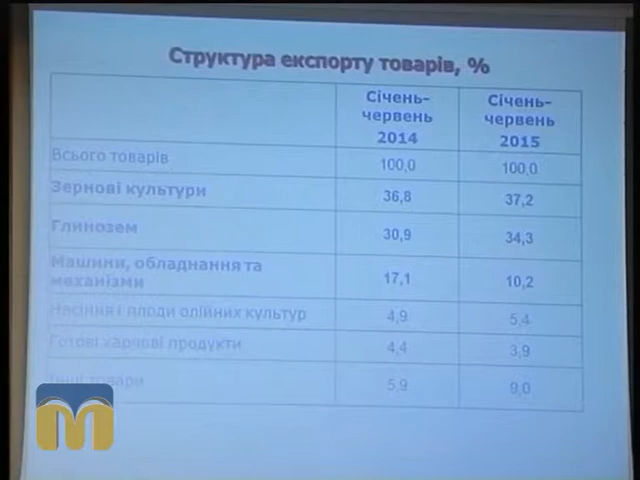 Структура експорту товарів, %
Січень-червень 2014
Січень-червень 2015
Всього товарів 100,0 100,0
Зернові культури 36,8 37,2
Глинозем 30,9 34,3
Машини, обладнання та механізми 17,1 10,2
Насіння і плоди олійних культур 4,9 5,4
Готові харчові продукти 4,4 3,9
Інші товари 5,9 9,0